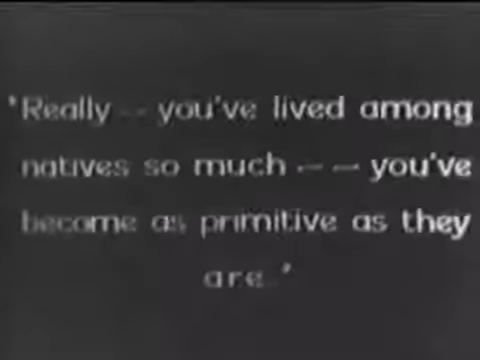 "Really -- you've lived among
natives so much -- -- you've
become as primitive as they
are."